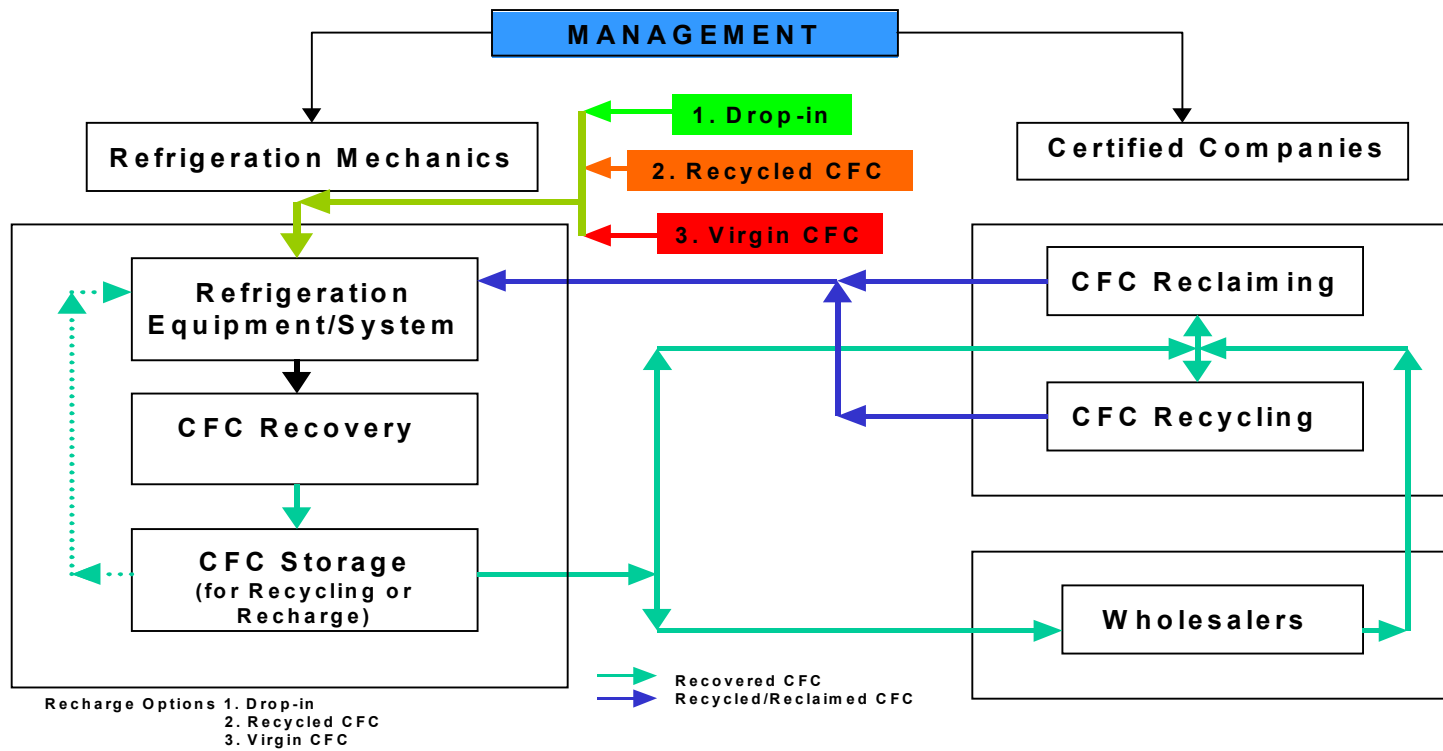 MANAGEMENT
1. Drop-in
Refrigeration Mechanics
Certified Companies
2. Recycled CFC
3. Virgin CFC
Refrigeration
Equipment/System
CFC Reclaiming
CFC Recovery
CFC Recycling
CFC Storage
(for Recycling or
Recharge)
Wholesalers
Recovered CFC
Recycled/Reclaimed CFC
Recharge Options 1. Drop-in
2. Recycled CFC
3. Virgin CFC